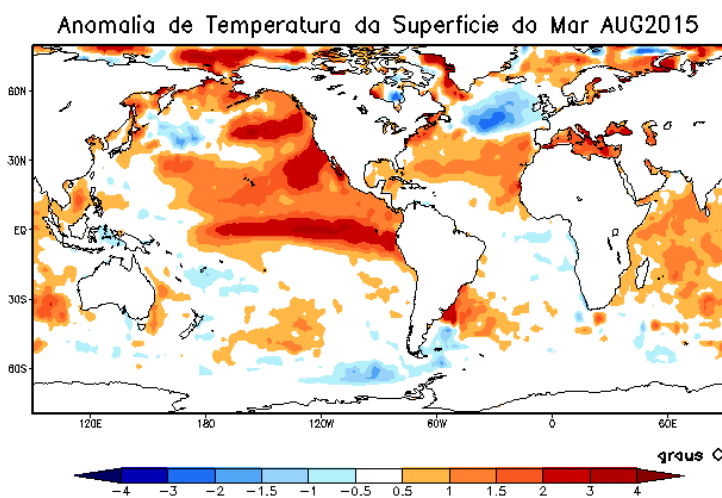 Anomalia de Temperatura da Superficie do Mar AUG2015
60N
30N
EQ
30S
60S
120E 180 120W 60W 0 60E
graus C
-4 -3 -2 -1.5 -1 -0.5 0.5 1 1.5 2 3 4